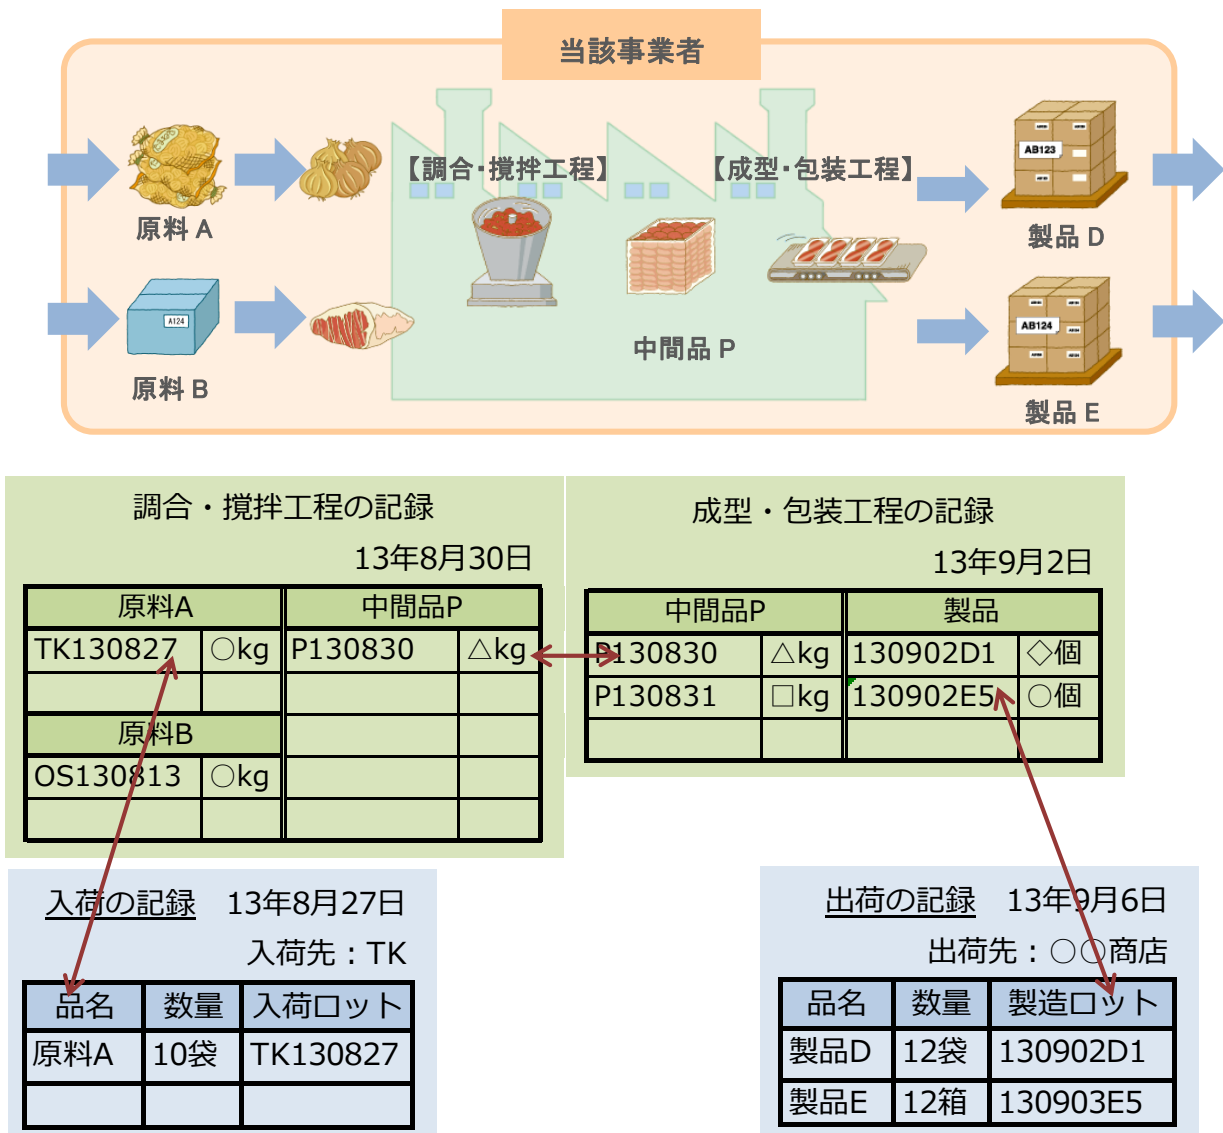 当該事業者
【調合・撹拌工程】
【成型・包装工程】
AB123
原料 A
製品 D
A124
AB124
中間品 P
原料 B
製品 E
調合・撹拌工程の記録
13年8月30日
原料A 中間品P
TK130827 ○kg P130830 △kg
原料B
OS130813 ○kg
成型・包装工程の記録
13年9月2日
中間品P 製品
P130830 △kg 130902D1 ◇個
P130831 □kg 130902E5 ○個
入荷の記録 13年8月27日
入荷先：TK
品名 数量 入荷ロット
原料A 10袋 TK130827
出荷の記録 13年9月6日
出荷先：○○商店
品名 数量 製造ロット
製品D 12袋 130902D1
製品E 12箱 130903E5